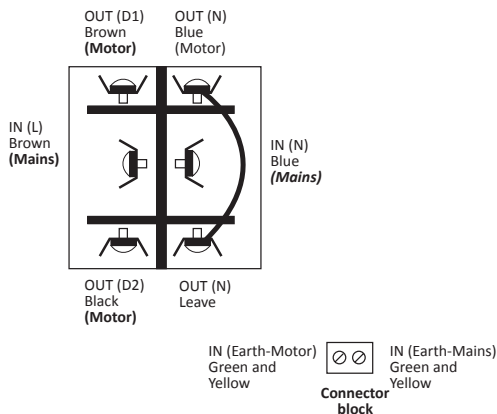 OUT (D1)
Brown
(Motor)
OUT (N)
Blue
(Motor)
IN (L)
Brown
(Mains)
IN (N)
Blue
(Mains)
OUT (D2)
Black
(Motor)
OUT (N)
Leave
IN (Earth-Motor)
Green and
Yellow
IN (Earth-Mains)
Green and
Yellow
Connector
block